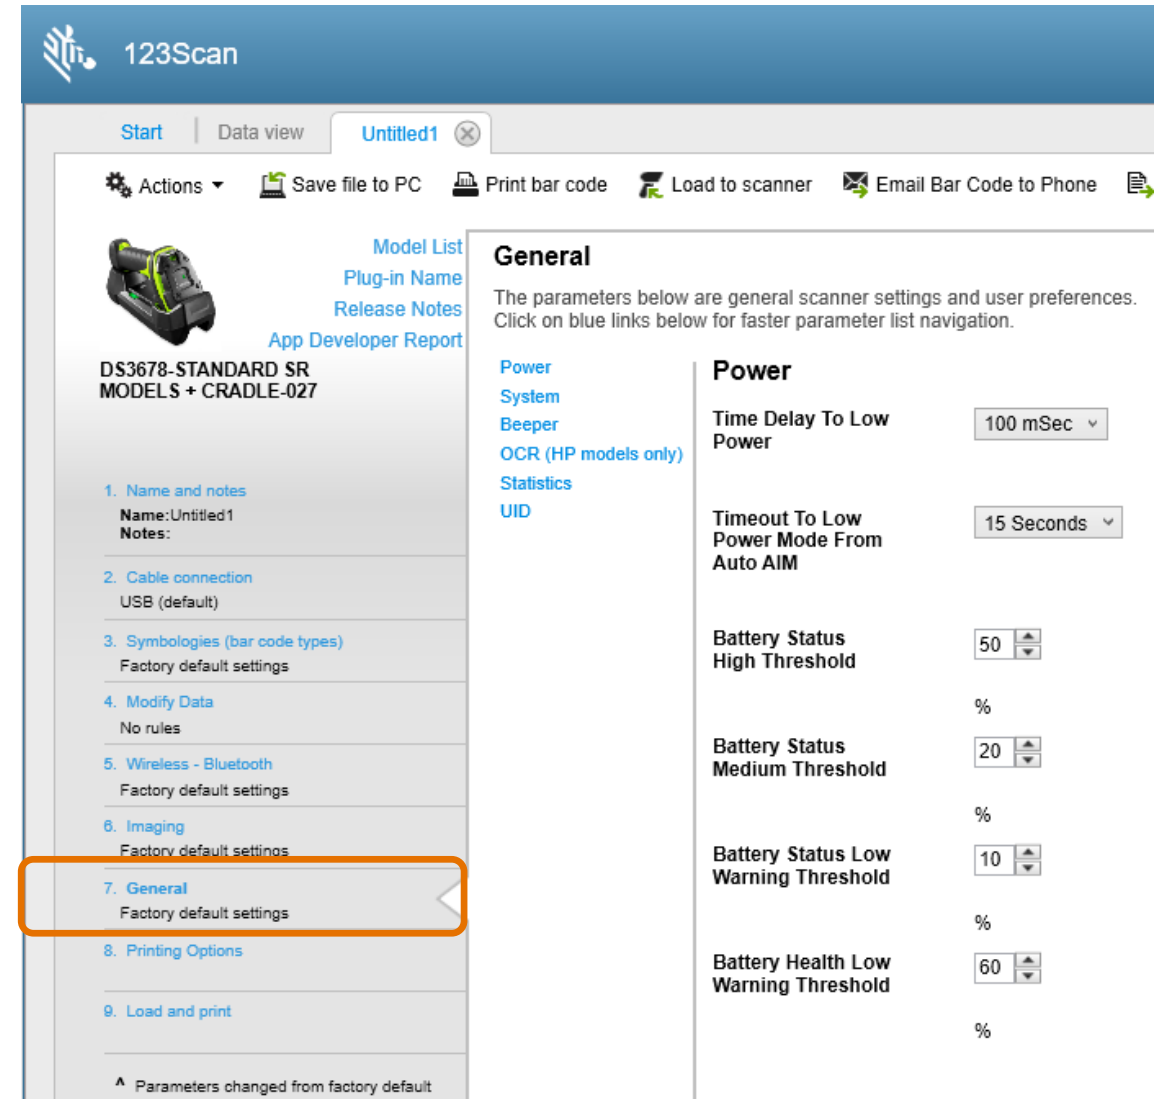 123Scan
Start
Data view
Untitled1
Actions
Save file to PC
Print bar code
Load to scanner
Email Bar Code to Phone
Model List
Plug-in Name
Release Notes
App Developer Report
DS3678-STANDARD SR
MODELS + CRADLE-027
1. Name and notes
Name:Untitled1
Notes:
2. Cable connection
USB (default)
3. Symbologies (bar code types)
Factory default settings
4. Modify Data
No rules
5. Wireless - Bluetooth
Factory default settings
6. Imaging
Factory default settings
7. General
Factory default settings
8. Printing Options
9. Load and print
^ Parameters changed from factory default
General
The parameters below are general scanner settings and user preferences.
Click on blue links below for faster parameter list navigation.
Power
System
Beeper
OCR (HP models only)
Statistics
UID
Power
Time Delay To Low
Power
100 mSec
Timeout To Low
Power Mode From
Auto AIM
15 Seconds
Battery Status
High Threshold
50
%
Battery Status
Medium Threshold
20
%
Battery Status Low
Warning Threshold
10
%
Battery Health Low
Warning Threshold
60
%